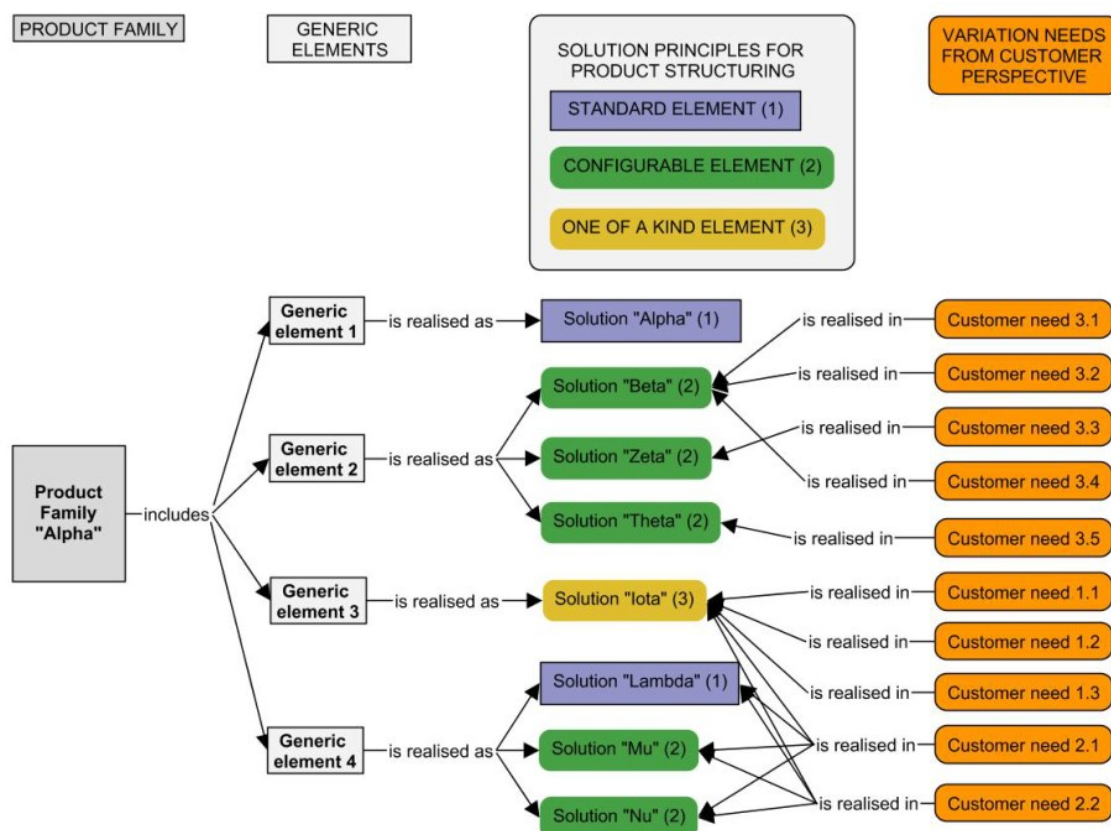 PRODUCT FAMILY
GENERIC
ELEMENTS
SOLUTION PRINCIPLES FOR
PRODUCT STRUCTURING
STANDARD ELEMENT (1)
CONFIGURABLE ELEMENT (2)
ONE OF A KIND ELEMENT (3)
VARIATION NEEDS
FROM CUSTOMER
PERSPECTIVE
Product
Family
"Alpha"
includes
Generic
element 1
is realised as
Solution "Alpha" (1)
is realised in
Customer need 3.1
Solution "Beta" (2)
is realised in
Customer need 3.2
Generic
element 2
is realised as
Solution "Zeta" (2)
is realised in
Customer need 3.3
is realised in
Customer need 3.4
Solution "Theta" (2)
is realised in
Customer need 3.5
Generic
element 3
is realised as
Solution "Iota" (3)
is realised in
Customer need 1.1
is realised in
Customer need 1.2
Solution "Lambda" (1)
is realised in
Customer need 1.3
Generic
element 4
is realised as
Solution "Mu" (2)
is realised in
Customer need 2.1
Solution "Nu" (2)
is realised in
Customer need 2.2